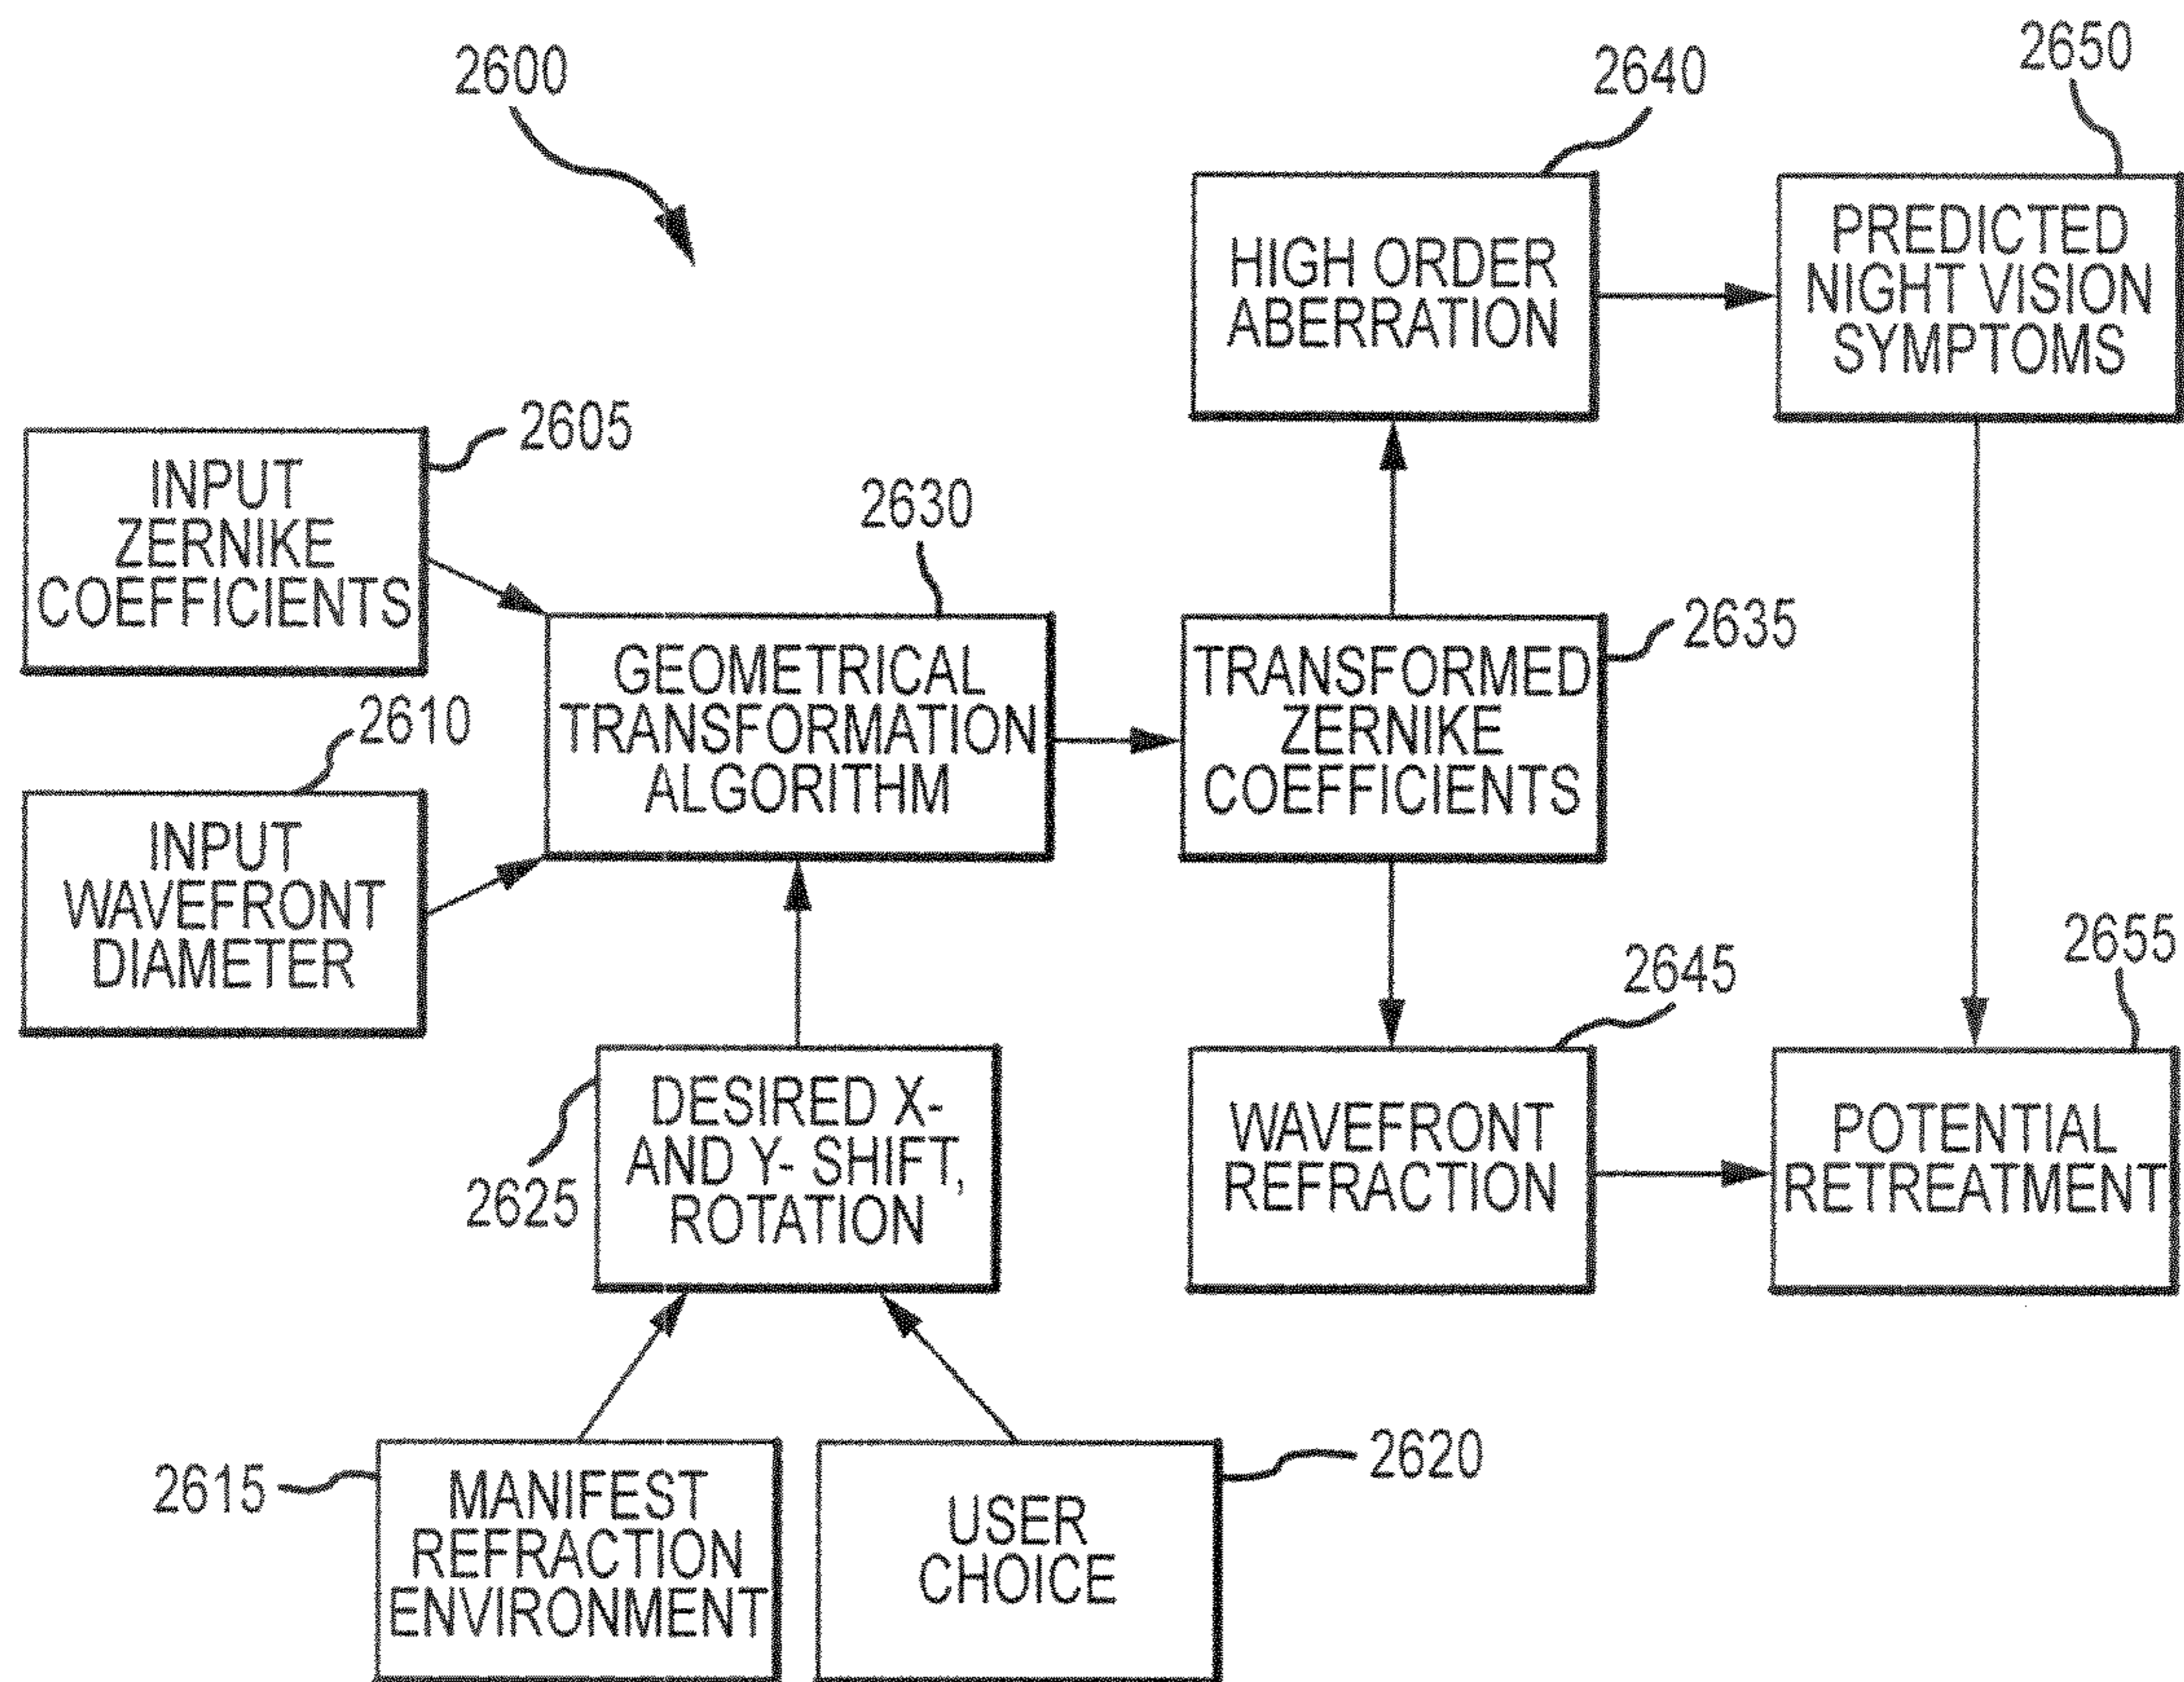 2600
2640
2650
HIGH ORDER
ABERRATION
PREDICTED
NIGHT VISION
SYMPTOMS
2605
INPUT
ZERNIKE
COEFFICIENTS
2630
2610
INPUT
WAVEFRONT
DIAMETER
GEOMETRICAL
TRANSFORMATION
ALGORITHM
2635
TRANSFORMED
ZERNIKE
COEFFICIENTS
2625
DESIRED X-
AND Y- SHIFT,
ROTATION
2645
WAVEFRONT
REFRACTION
2655
POTENTIAL
RETREATMENT
2615
MANIFEST
REFRACTION
ENVIRONMENT
2620
USER
CHOICE